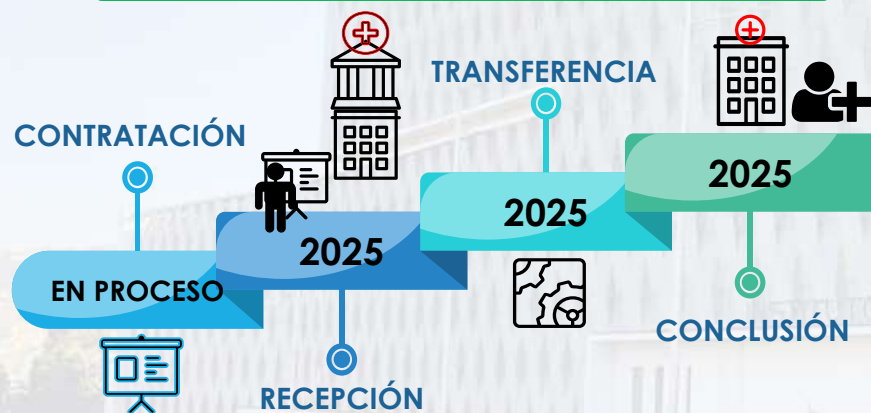 CONTRATACIÓN
EN PROCESO
2025
RECEPCIÓN
TRANSFERENCIA
2025
2025
CONCLUSIÓN